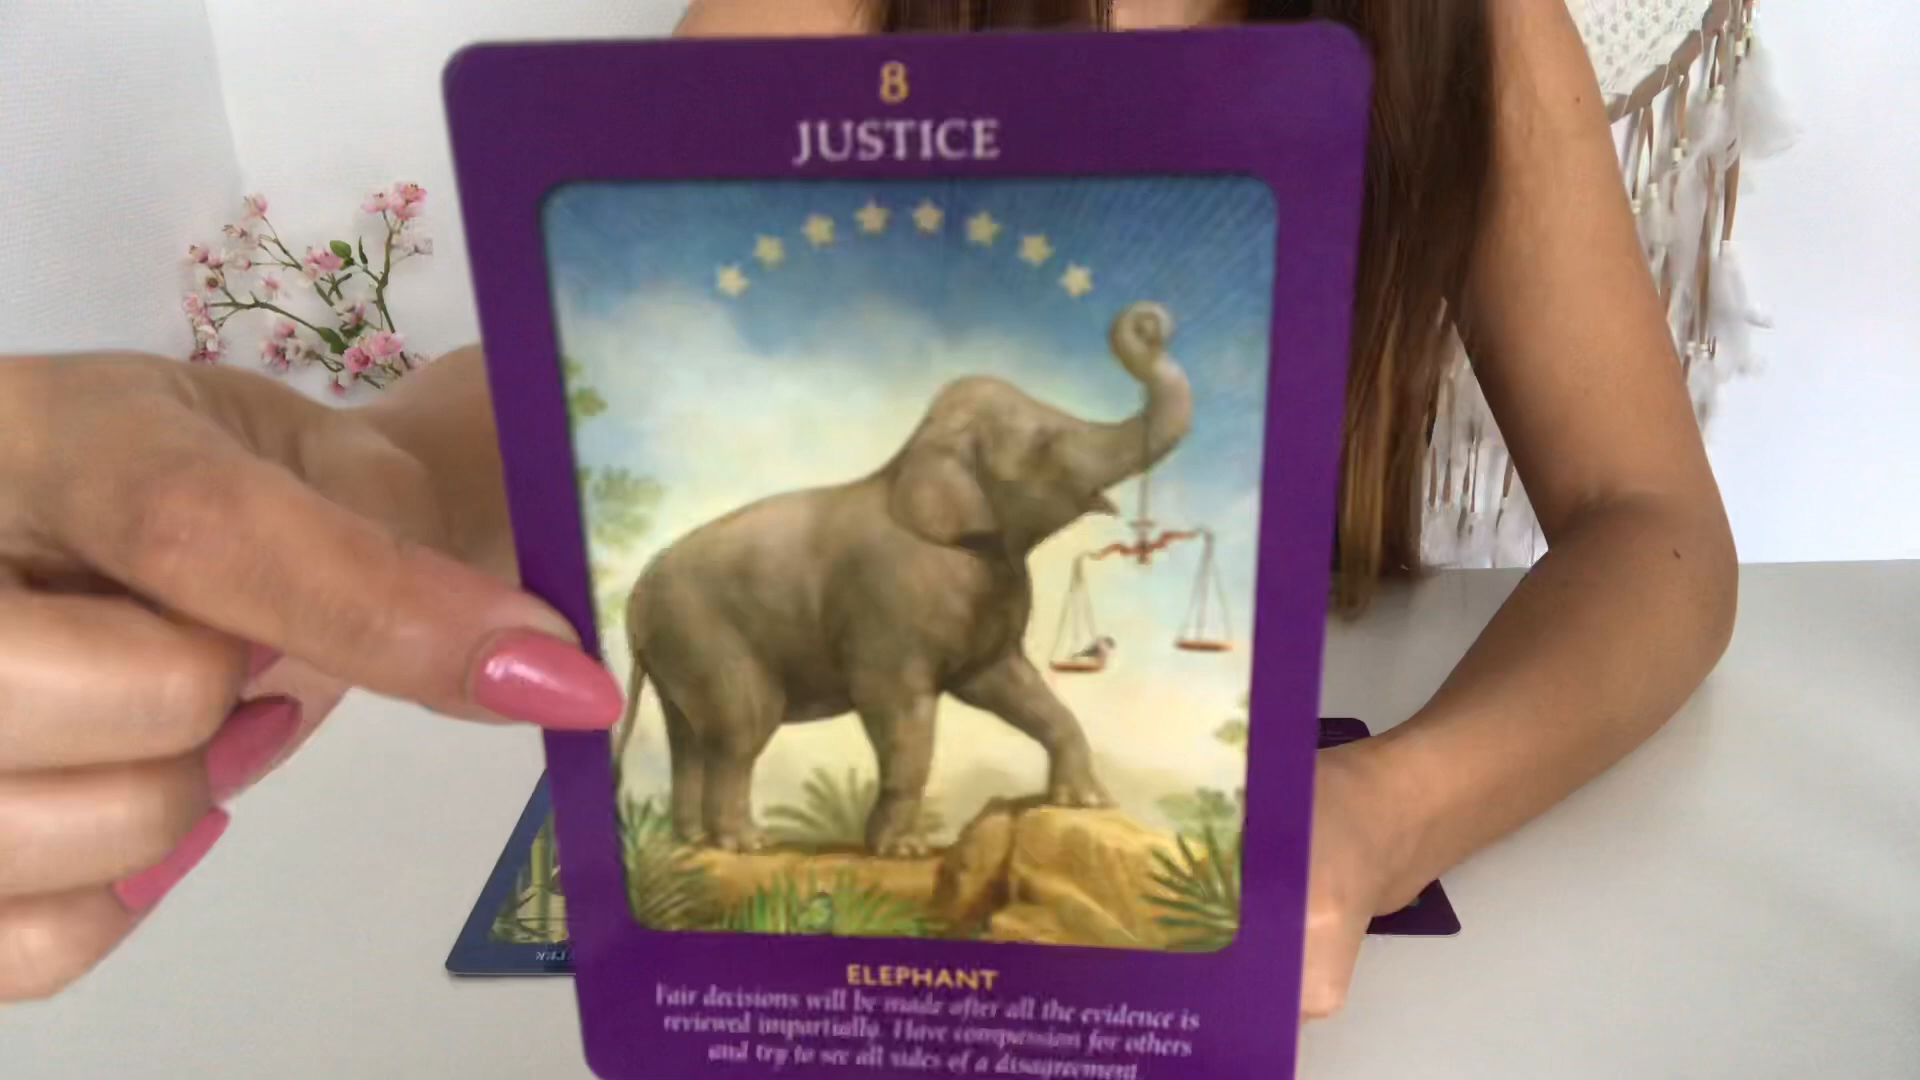 8
JUSTICE
ELEPHANT
Fair decisions will be made after all the evidence is
reviewed impartially. Have compassion for others
and try to see all sides of a disagreement